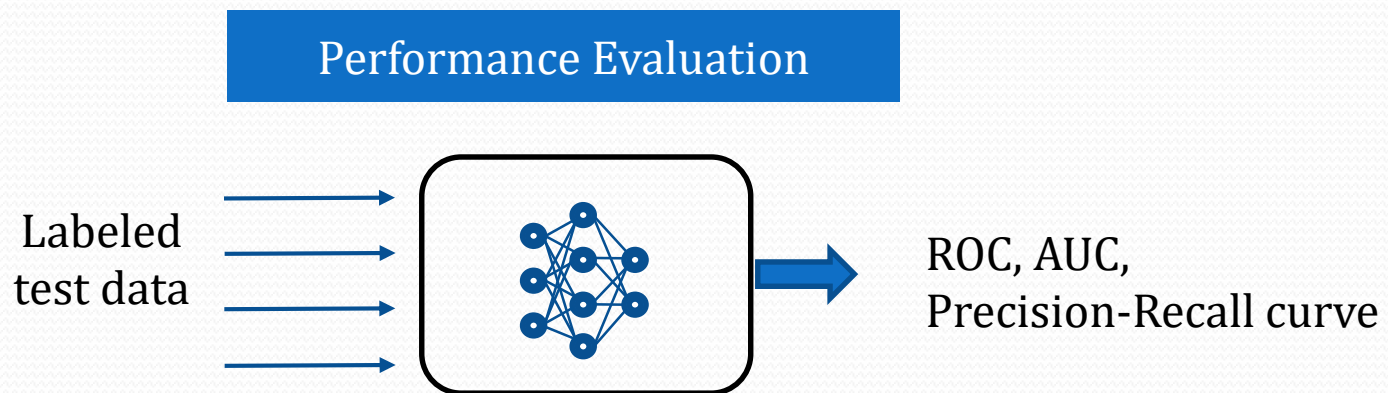 Performance Evaluation
Labeled
test data
ROC, AUC,
Precision-Recall curve